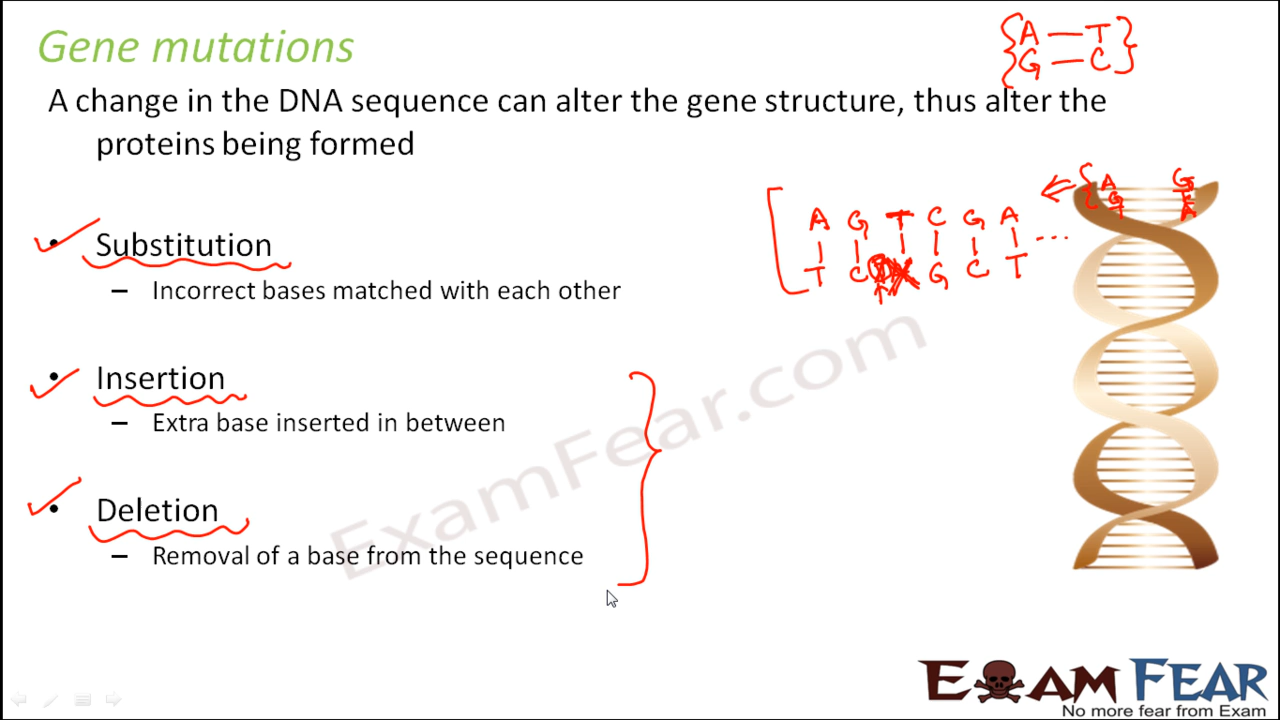 Gene mutations
A — T
G — C
A change in the DNA sequence can alter the gene structure, thus alter the
proteins being formed
A G T C G A
T C G C T
...
A G
G
T A
• Substitution
– Incorrect bases matched with each other
• Insertion
– Extra base inserted in between
• Deletion
– Removal of a base from the sequence
ExamFear.com
EXAM FEAR
No more fear from Exam